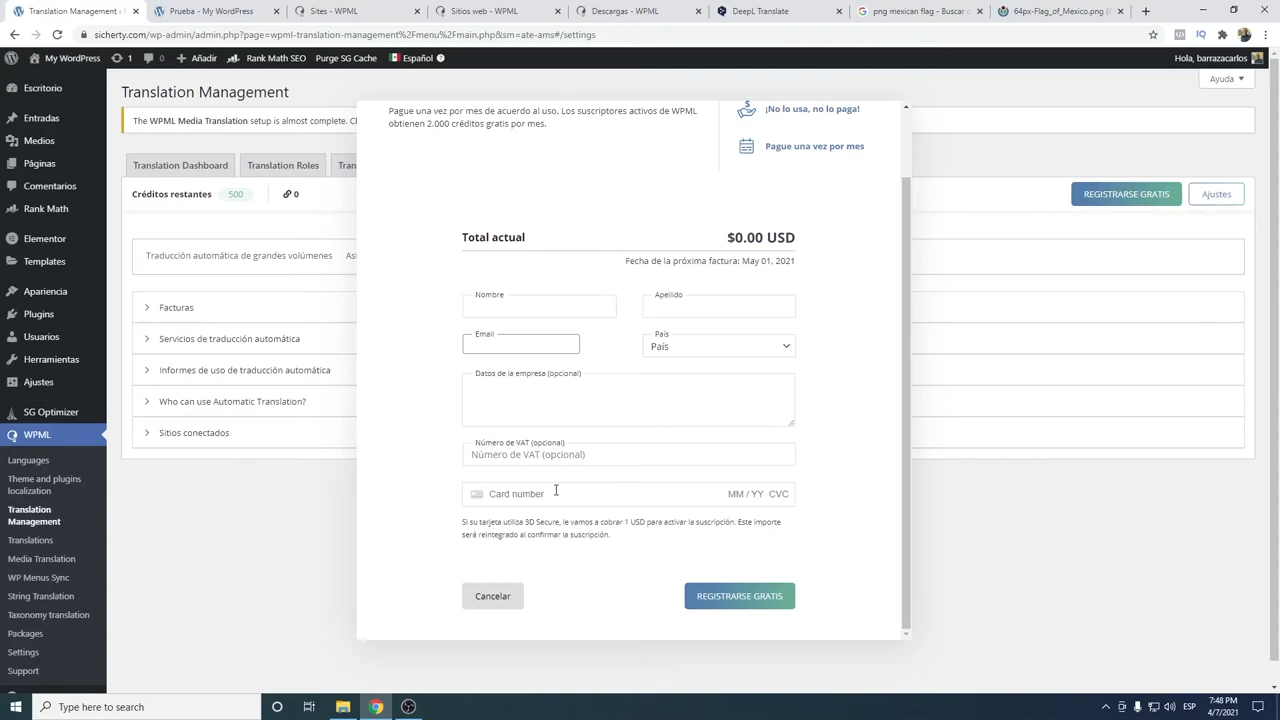 Translation Management
Prueba - My WordPress
Sites - WPML
Sitios web - WPML
Descargas - WPML
DeepL Translate
png mexican flag - Buscar c
64px-Flag_of_Mexico.png (
sicherty.com/wp-admin/admin.php?page=wpml-translation-management%2Fmenu%2Fmain.php&sm=ate-ams#/settings
My WordPress
1
Añadir
Rank Math SEO
Purge SG Cache
Español
Hola, barrazacarlos
Escritorio
Entradas
Medios
Páginas
Comentarios
Rank Math
Elementor
Templates
Apariencia
Plugins
Usuarios
Herramientas
Ajustes
SG Optimizer
WPML
Languages
Theme and plugins
localization
Translation
Management
Translations
Media Translation
WP Menus Sync
String Translation
Taxonomy translation
Packages
Settings
Support
Ayuda
Translation Management
The WPML Media Translation setup is almost complete. Cl
Translation Dashboard
Translation Roles
Tran
Créditos restantes 500
0
REGISTRARSE GRATIS
Ajustes
Traducción automática de grandes volúmenes
Asi
Facturas
Servicios de traducción automática
Informes de uso de traducción automática
Who can use Automatic Translation?
Sitios conectados
Pague una vez por mes de acuerdo al uso. Los suscriptores activos de WPML
obtienen 2.000 créditos gratis por mes.
¡No lo usa, no lo paga!
Pague una vez por mes
Total actual $0.00 USD
Fecha de la próxima factura: May 01, 2021
Nombre
Apellido
Email
País
País
Datos de la empresa (opcional)
Número de VAT (opcional)
Número de VAT (opcional)
Card number MM / YY CVC
Si su tarjeta utiliza 3D Secure, le vamos a cobrar 1 USD para activar la suscripción. Este importe
será reintegrado al confirmar la suscripción.
Cancelar
REGISTRARSE GRATIS
Type here to search
ESP
7:48 PM
4/7/2021